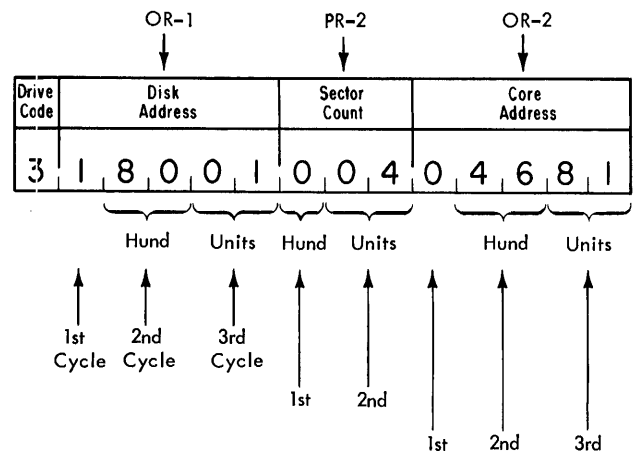 OR-1 PR-2 OR-2
Drive Code Disk Address Sector Count Core Address
3 1 8 0 0 1 0 0 4 0 4 6 8 1
Hund Units Hund Units Hund Units
1st Cycle 2nd Cycle 3rd Cycle
1st 2nd
1st 2nd 3rd